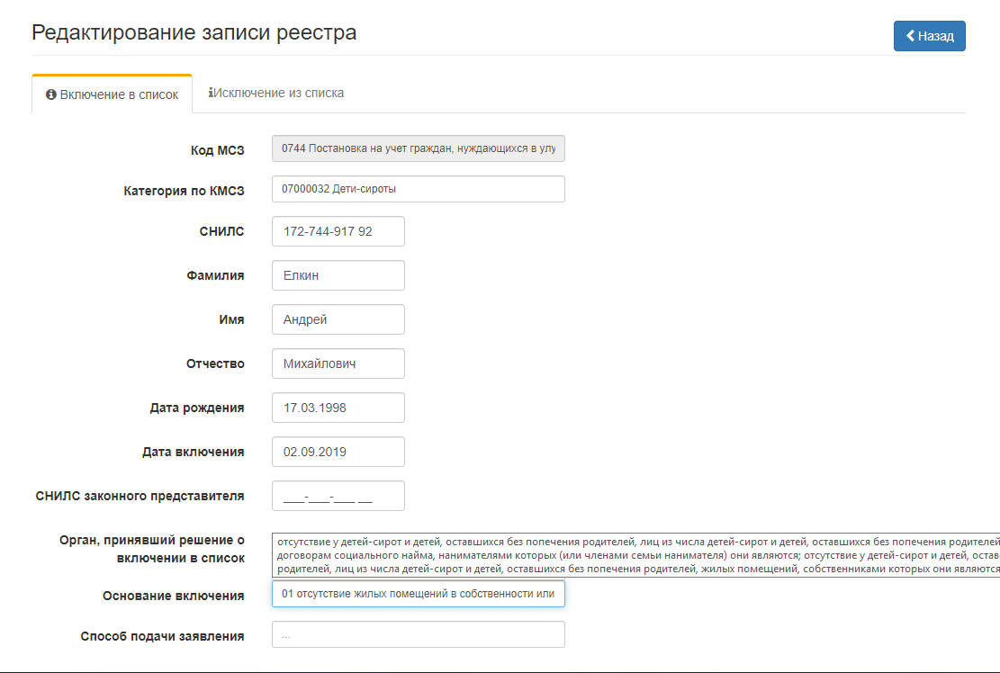 Редактирование записи реестра
Назад
Включение в список
Исключение из списка
Код МСЗ
0744 Постановка на учет граждан, нуждающихся в улу
Категория по КМСЗ
07000032 Дети-сироты
СНИЛС
172-744-917 92
Фамилия
Елкин
Имя
Андрей
Отчество
Михайлович
Дата рождения
17.03.1998
Дата включения
02.09.2019
СНИЛС законного представителя
___-___-___ __
Орган, принявший решение о
включении в список
отсутствие у детей-сирот и детей, оставшихся без попечения родителей, лиц из числа детей-сирот и детей, оставшихся без попечения родителей
договорам социального найма, нанимателями которых (или членами семьи нанимателя) они являются; отсутствие у детей-сирот и детей, остав
родителей, лиц из числа детей-сирот и детей, оставшихся без попечения родителей, жилых помещений, собственниками которых они являются
Основание включения
01 отсутствие жилых помещений в собственности или
Способ подачи заявления
...